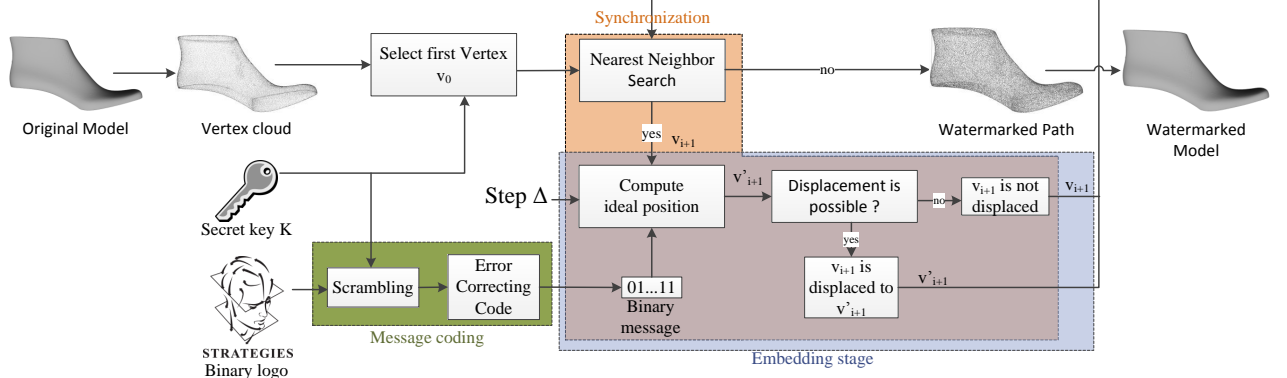 Synchronization
Select first Vertex
v0
Nearest Neighbor
Search
no
Original Model
Vertex cloud
Watermarked Path
Watermarked
Model
yes
vi+1
Secret key K
Step Δ
Compute
ideal position
v'i+1
Displacement is
possible ?
no
vi+1 is not
displaced
vi+1
yes
vi+1 is
displaced to
v'i+1
v'i+1
Scrambling
Error
Correcting
Code
01...11
Binary
message
Message coding
Embedding stage
STRATEGIES
Binary logo